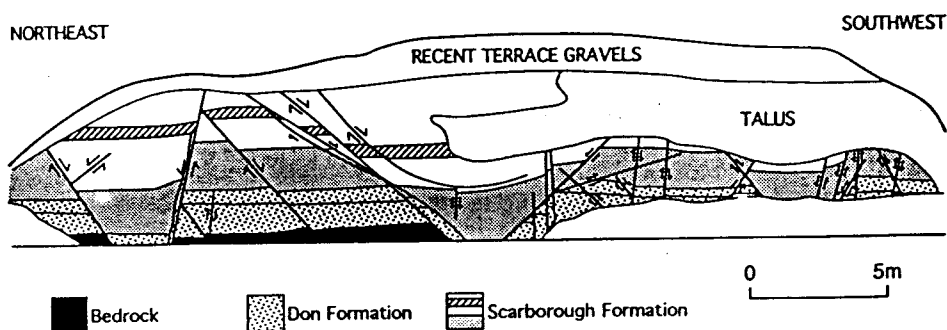 NORTHEAST
SOUTHWEST
RECENT TERRACE GRAVELS
TALUS
0 5m
Bedrock
Don Formation
Scarborough Formation